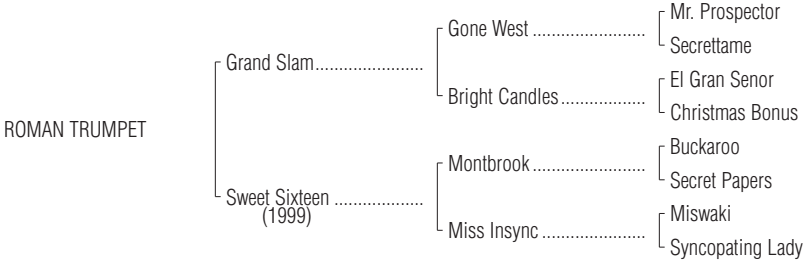 Mr. Prospector
Gone West ............................
Secrettame
Grand Slam...........................
El Gran Senor
Bright Candles.....................
Christmas Bonus
ROMAN TRUMPET
Buckaroo
Montbrook ............................
Secret Papers
Sweet Sixteen ......................
(1999)
Miswaki
Miss Insync ..........................
Syncopating Lady